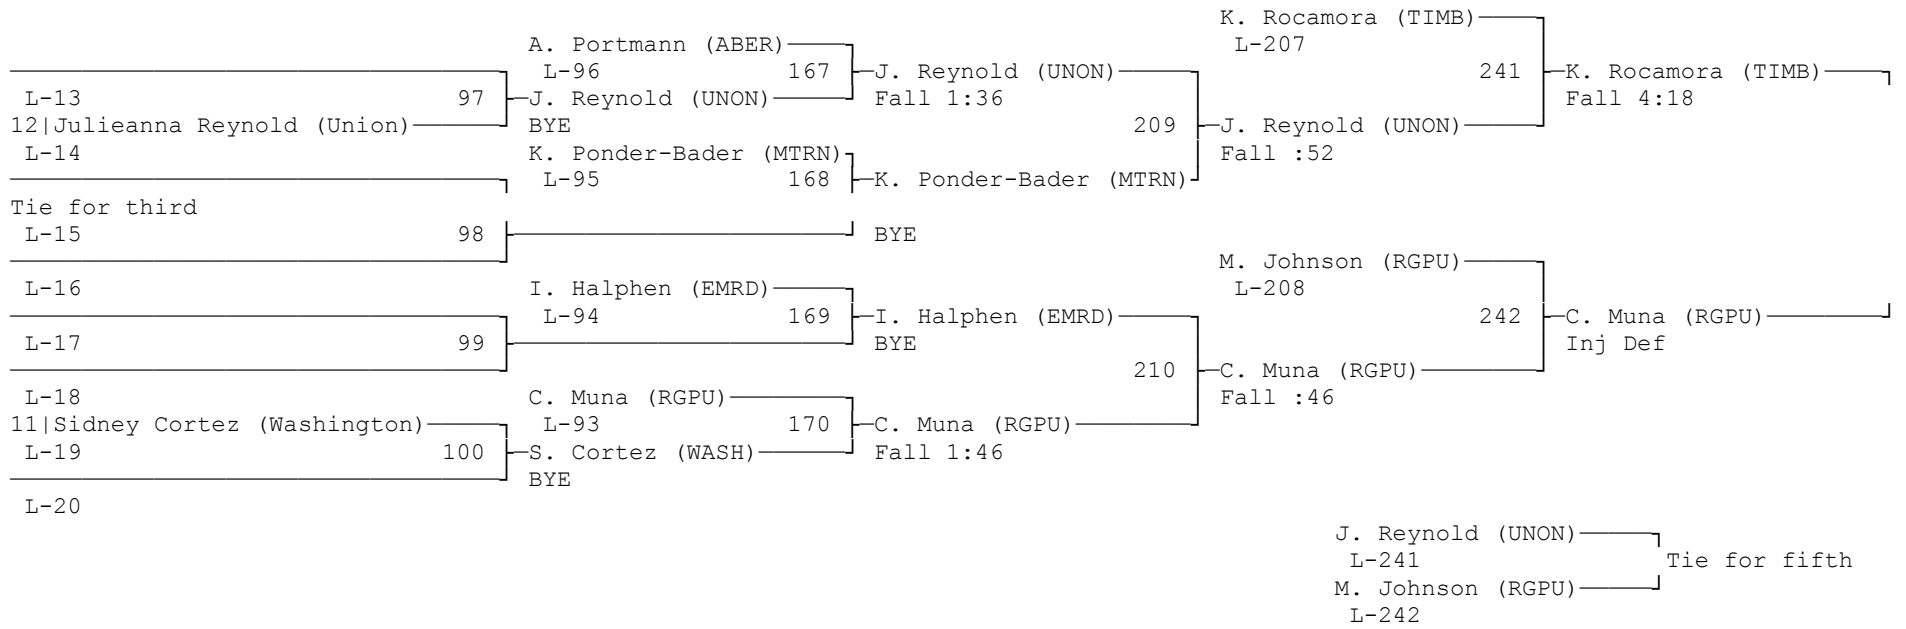 K. Rocamora (TIMB)
A. Portmann (ABER)
L-207
L-96 167 J. Reynold (UNON) 241 K. Rocamora (TIMB)
L-13 97 J. Reynold (UNON) Fall 1:36 Fall 4:18
12|Julieanna Reynold (Union) BYE 209 J. Reynold (UNON)
L-14 K. Ponder-Bader (MTRN) Fall :52
L-95 168 K. Ponder-Bader (MTRN)
Tie for third
L-15 98 BYE
M. Johnson (RGPU)
L-16 I. Halphen (EMRD) L-208
L-94 169 I. Halphen (EMRD) 242 C. Muna (RGPU)
L-17 99 BYE Inj Def
210 C. Muna (RGPU)
L-18 C. Muna (RGPU) Fall :46
11|Sidney Cortez (Washington) L-93 170 C. Muna (RGPU)
L-19 100 S. Cortez (WASH) Fall 1:46
BYE
L-20
J. Reynold (UNON)
L-241 Tie for fifth
M. Johnson (RGPU)
L-242